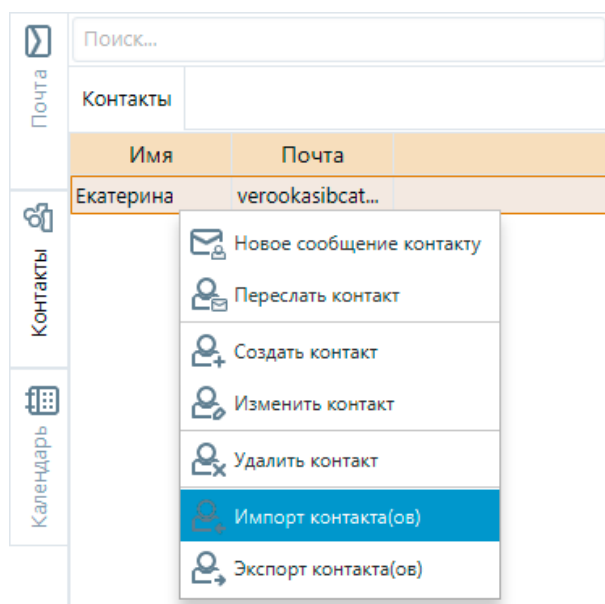 Почта
Поиск...
Контакты
Имя Почта
Екатерина verookasibcat...
Контакты
Новое сообщение контакту
Переслать контакт
Создать контакт
Изменить контакт
Календарь
Удалить контакт
Импорт контакта(ов)
Экспорт контакта(ов)